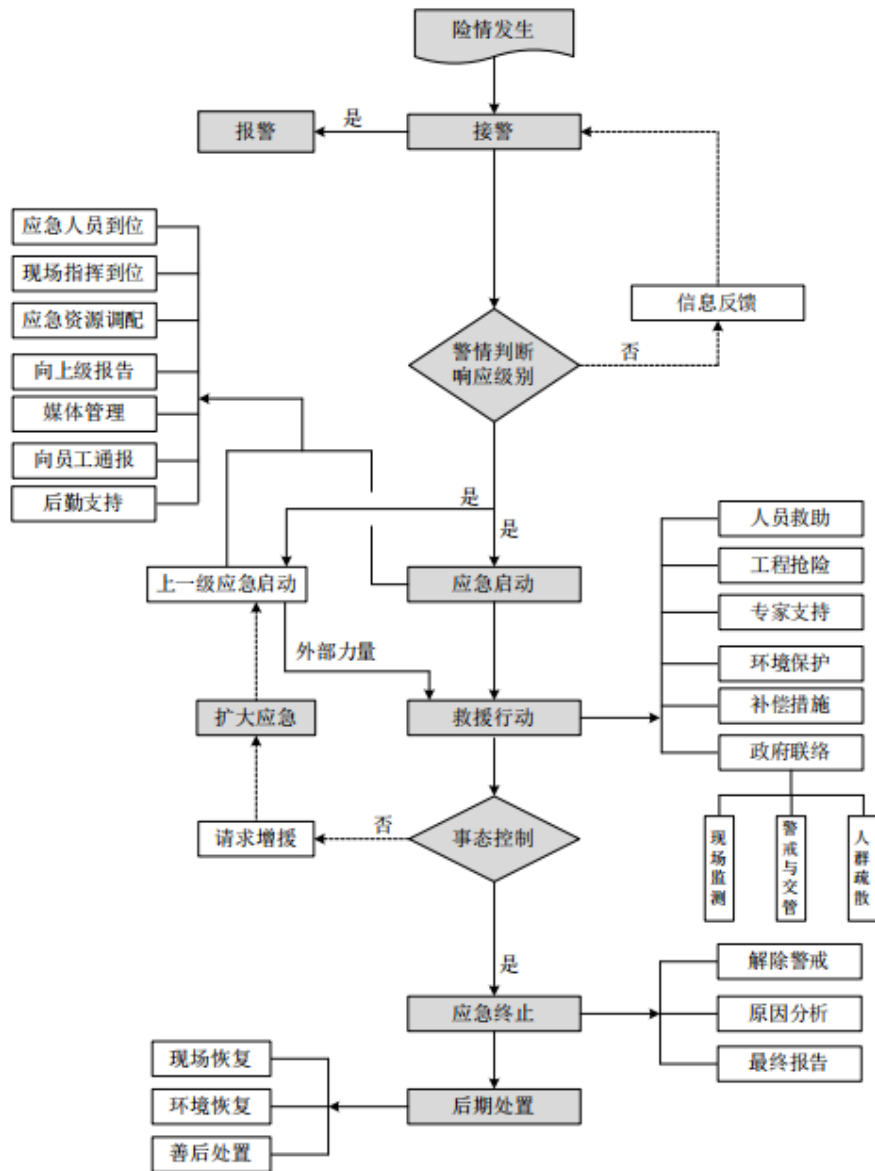 险情发生
报警
是
接警
应急人员到位
现场指挥到位
应急资源调配
向上级报告
媒体管理
向员工通报
后勤支持
信息反馈
警情判断
响应级别
否
是
是
上一级应急启动
应急启动
人员救助
工程抢险
专家支持
环境保护
补偿措施
政府联络
外部力量
扩大应急
救援行动
请求增援
否
事态控制
现场监测
警戒与交管
人群疏散
是
应急终止
解除警戒
原因分析
最终报告
现场恢复
环境恢复
善后处置
后期处置